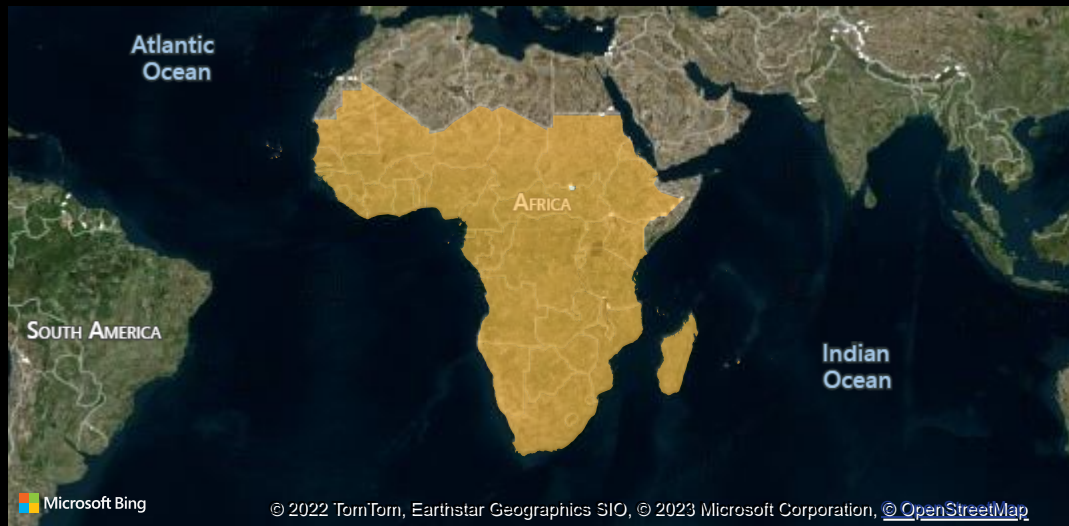 Atlantic
Ocean
AFRICA
SOUTH AMERICA
Indian
Ocean
Microsoft Bing
© 2022 TomTom, Earthstar Geographics SIO, © 2023 Microsoft Corporation, © OpenStreetMap